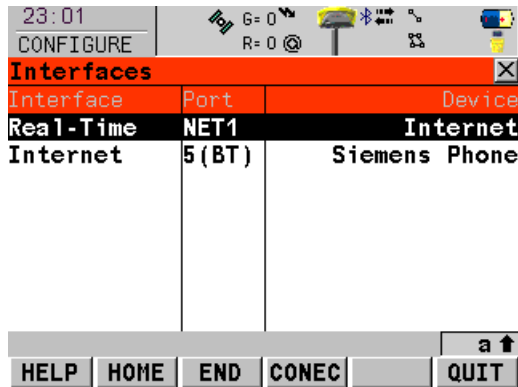 23:01
CONFIGURE
G= 0
R= 0 @
Interfaces
Interface Port Device
Real-Time NET1 Internet
Internet 5(BT) Siemens Phone
a
HELP HOME END CONEC QUIT